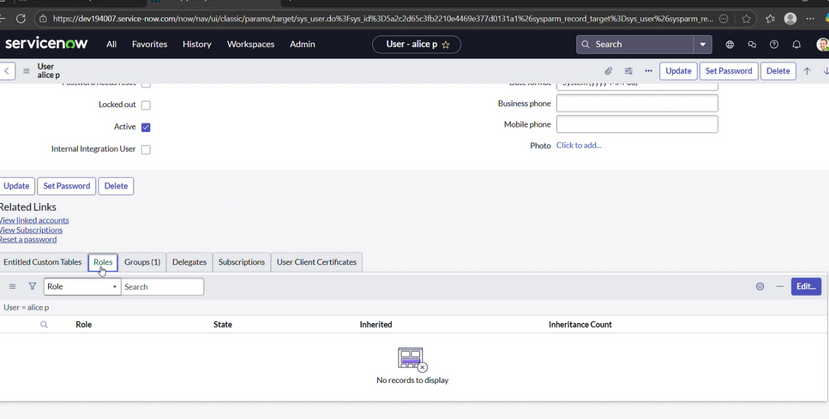 https://dev194007.service-now.com/now/nav/ui/classic/params/target/sys_user.do%3Fsys_id%3D5a2c2d65c3fb2210e4469e377d0131a1%26sysparm_record_target%3Dsys_user%26sysparm_re...
servicenow All Favorites History Workspaces Admin User - alice p Search
User
alice p
Update Set Password Delete
Password needs reset
Locked out
Business phone
Active
Mobile phone
Photo Click to add...
Internal Integration User
Update Set Password Delete
Related Links
View linked accounts
View Subscriptions
Reset a password
Entitled Custom Tables Roles Groups (1) Delegates Subscriptions User Client Certificates
Role Search Edit...
User = alice p
Role State Inherited Inheritance Count
No records to display